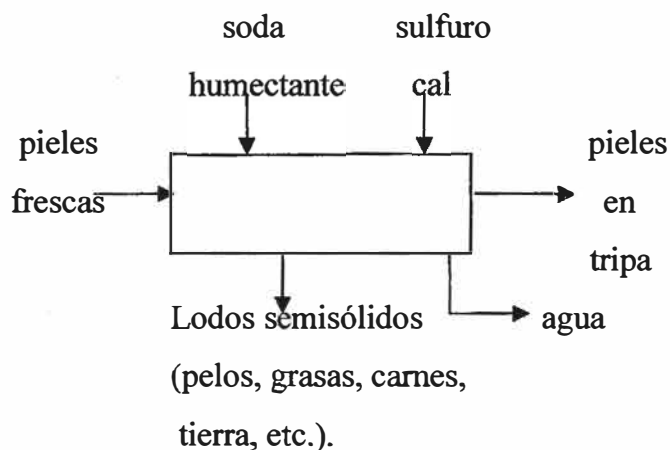 soda
humectante
sulfuro
cal
pieles
frescas
pieles
en
tripa
Lodos semisólidos
(pelos, grasas, carnes,
tierra, etc.).
agua